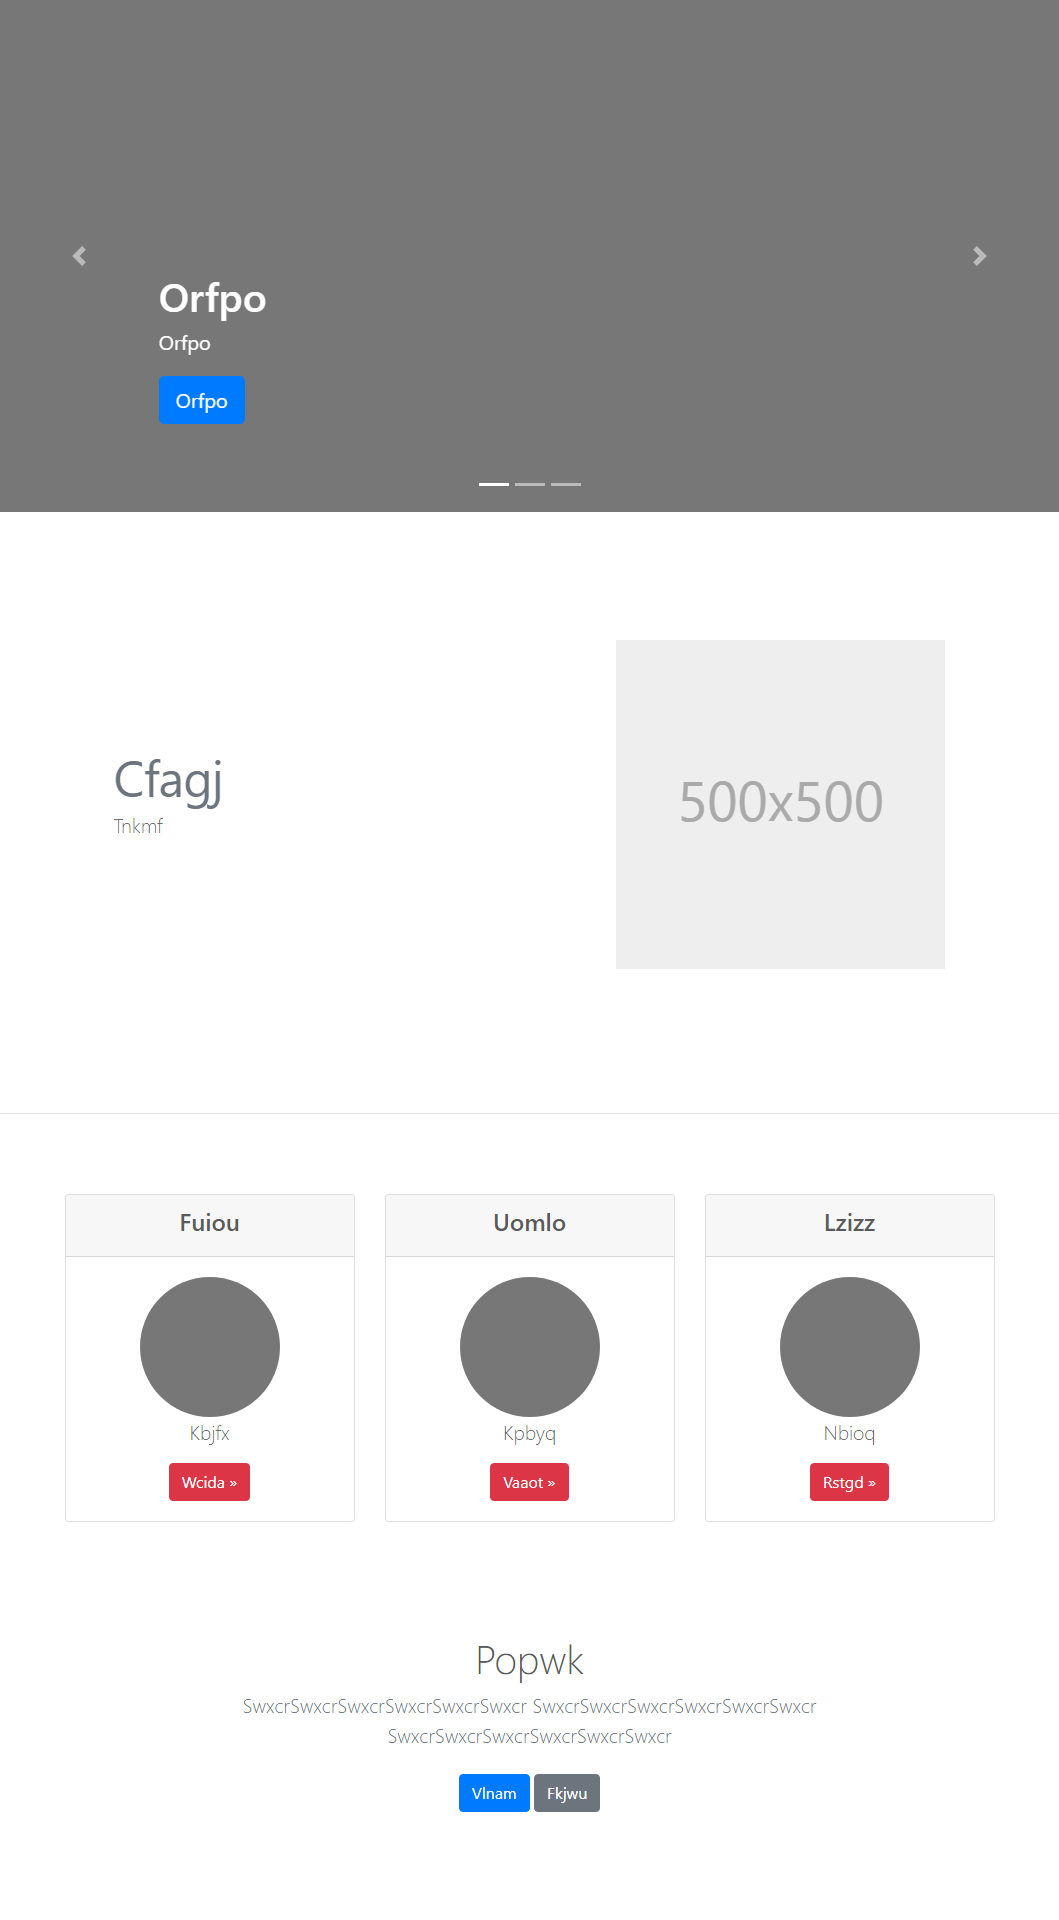 Orfpo
Orfpo
Orfpo
Cfagj
Tnkmf
500x500
Fuiou
Uomlo
Lzizz
Kbjfx
Kpbyq
Nbioq
Wcida »
Vaaot »
Rstgd »
Popwk
SwxcrSwxcrSwxcrSwxcrSwxcrSwxcr SwxcrSwxcrSwxcrSwxcrSwxcrSwxcr
SwxcrSwxcrSwxcrSwxcrSwxcrSwxcr
Vlnam Fkjwu